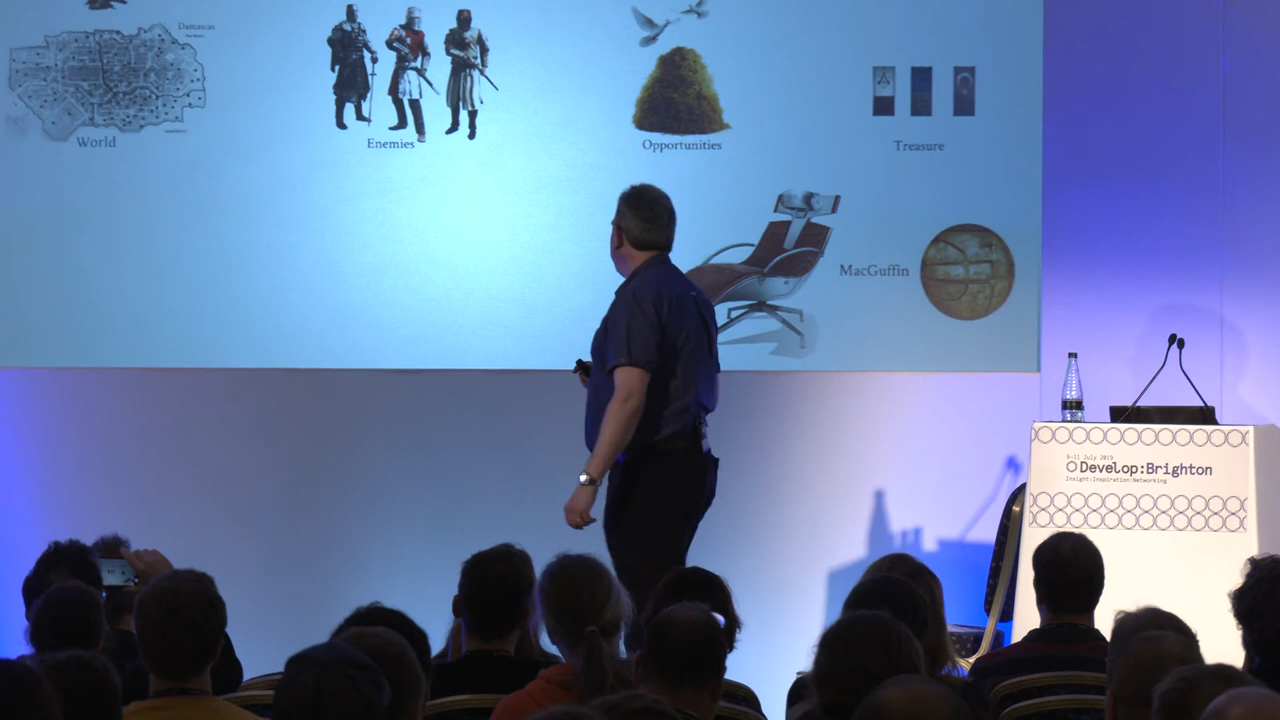 Damascus
World
Enemies
Opportunities
Treasure
MacGuffin
9-11 July 2019
Develop:Brighton
Insight:Inspiration:Networking